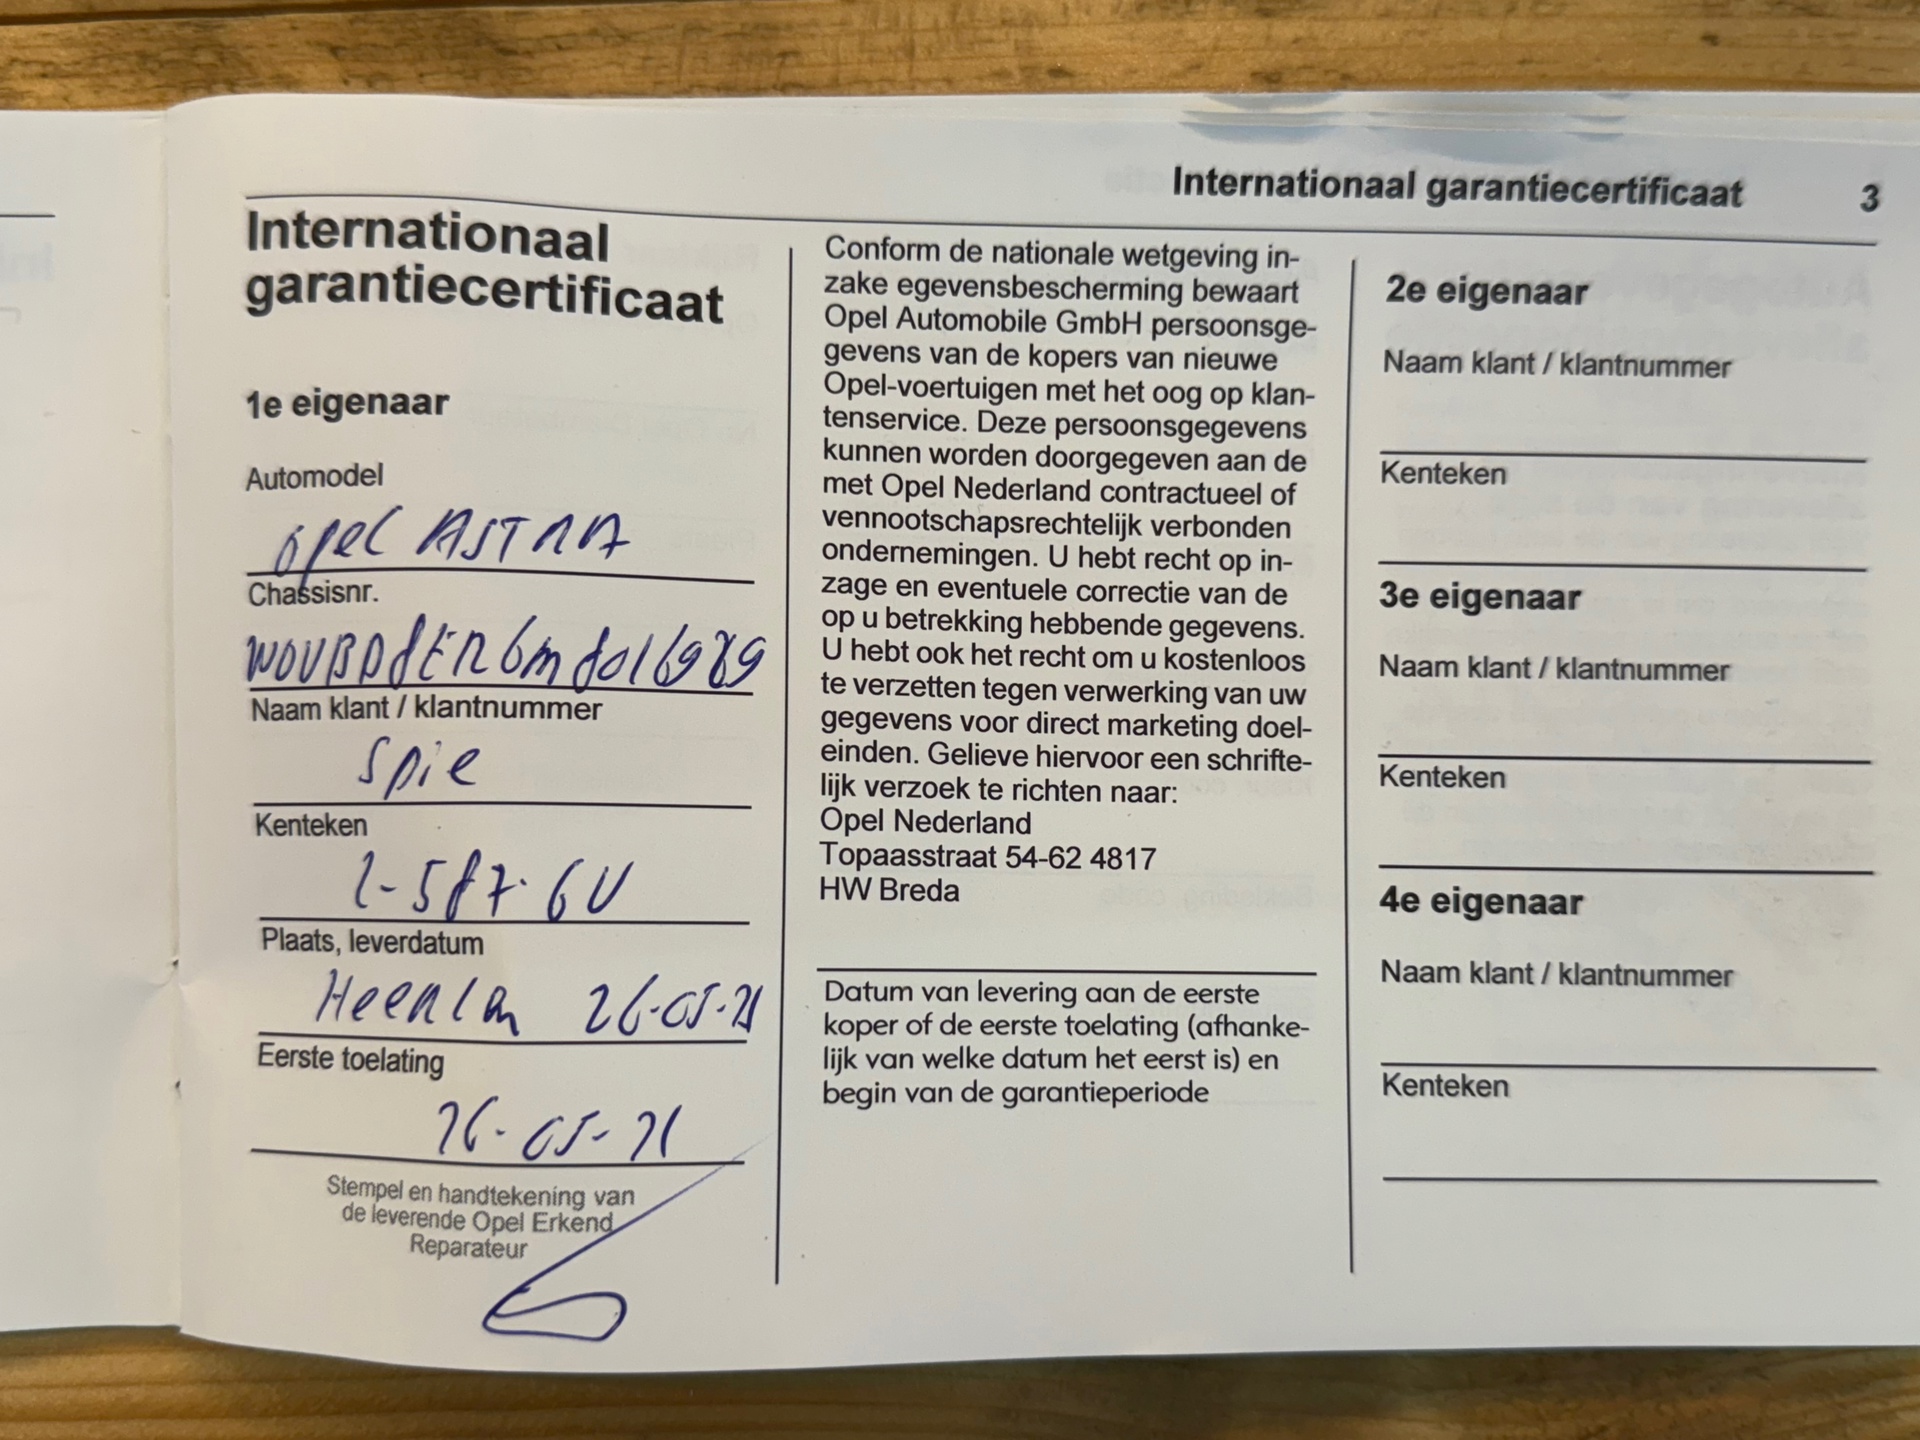 Internationaal garantiecertificaat 3
Internationaal
garantiecertificaat
1e eigenaar
Automodel
opel ASTRA
Chassisnr.
Naam klant / klantnummer
Spie
Kenteken
Plaats, leverdatum
26-05-21
Eerste toelating
26-05-21
Stempel en handtekening van
de leverende Opel Erkend
Reparateur
Conform de nationale wetgeving in-
zake egevensbescherming bewaart
Opel Automobile GmbH persoonsge-
gevens van de kopers van nieuwe
Opel-voertuigen met het oog op klan-
tenservice. Deze persoonsgegevens
kunnen worden doorgegeven aan de
met Opel Nederland contractueel of
vennootschapsrechtelijk verbonden
ondernemingen. U hebt recht op in-
zage en eventuele correctie van de
op u betrekking hebbende gegevens.
U hebt ook het recht om u kostenloos
te verzetten tegen verwerking van uw
gegevens voor direct marketing doel-
einden. Gelieve hiervoor een schrifte-
lijk verzoek te richten naar:
Opel Nederland
Topaasstraat 54-62 4817
HW Breda
Datum van levering aan de eerste
koper of de eerste toelating (afhanke-
lijk van welke datum het eerst is) en
begin van de garantieperiode
2e eigenaar
Naam klant / klantnummer
Kenteken
3e eigenaar
Naam klant / klantnummer
Kenteken
4e eigenaar
Naam klant / klantnummer
Kenteken